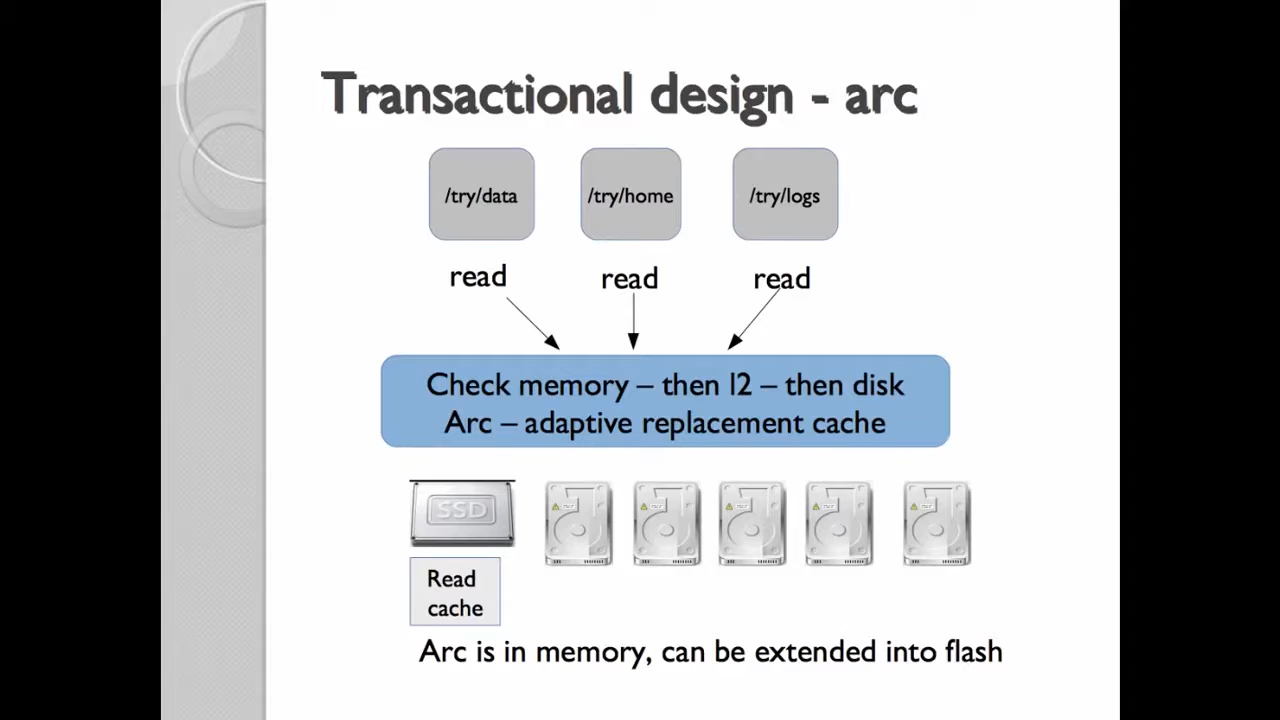 Transactional design - arc
/try/data
/try/home
/try/logs
read
read
read
Check memory – then l2 – then disk
Arc – adaptive replacement cache
SSD
Read
cache
Arc is in memory, can be extended into flash